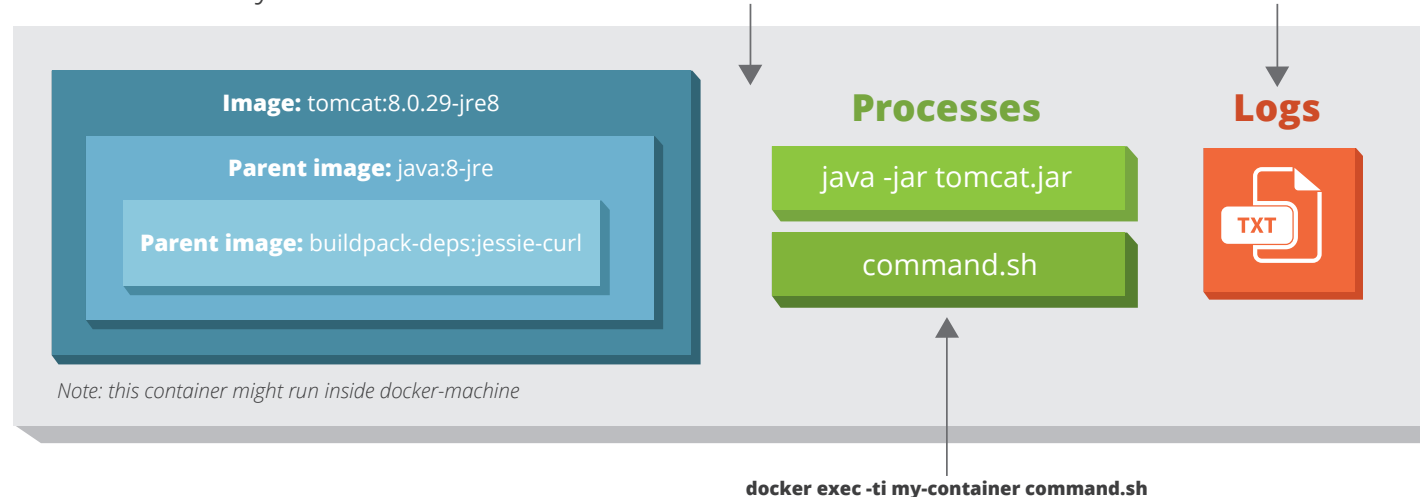 Image: tomcat:8.0.29-jre8
Parent image: java:8-jre
Parent image: buildpack-deps:jessie-curl
Note: this container might run inside docker-machine
Processes
java -jar tomcat.jar
command.sh
Logs
TXT
docker exec -ti my-container command.sh